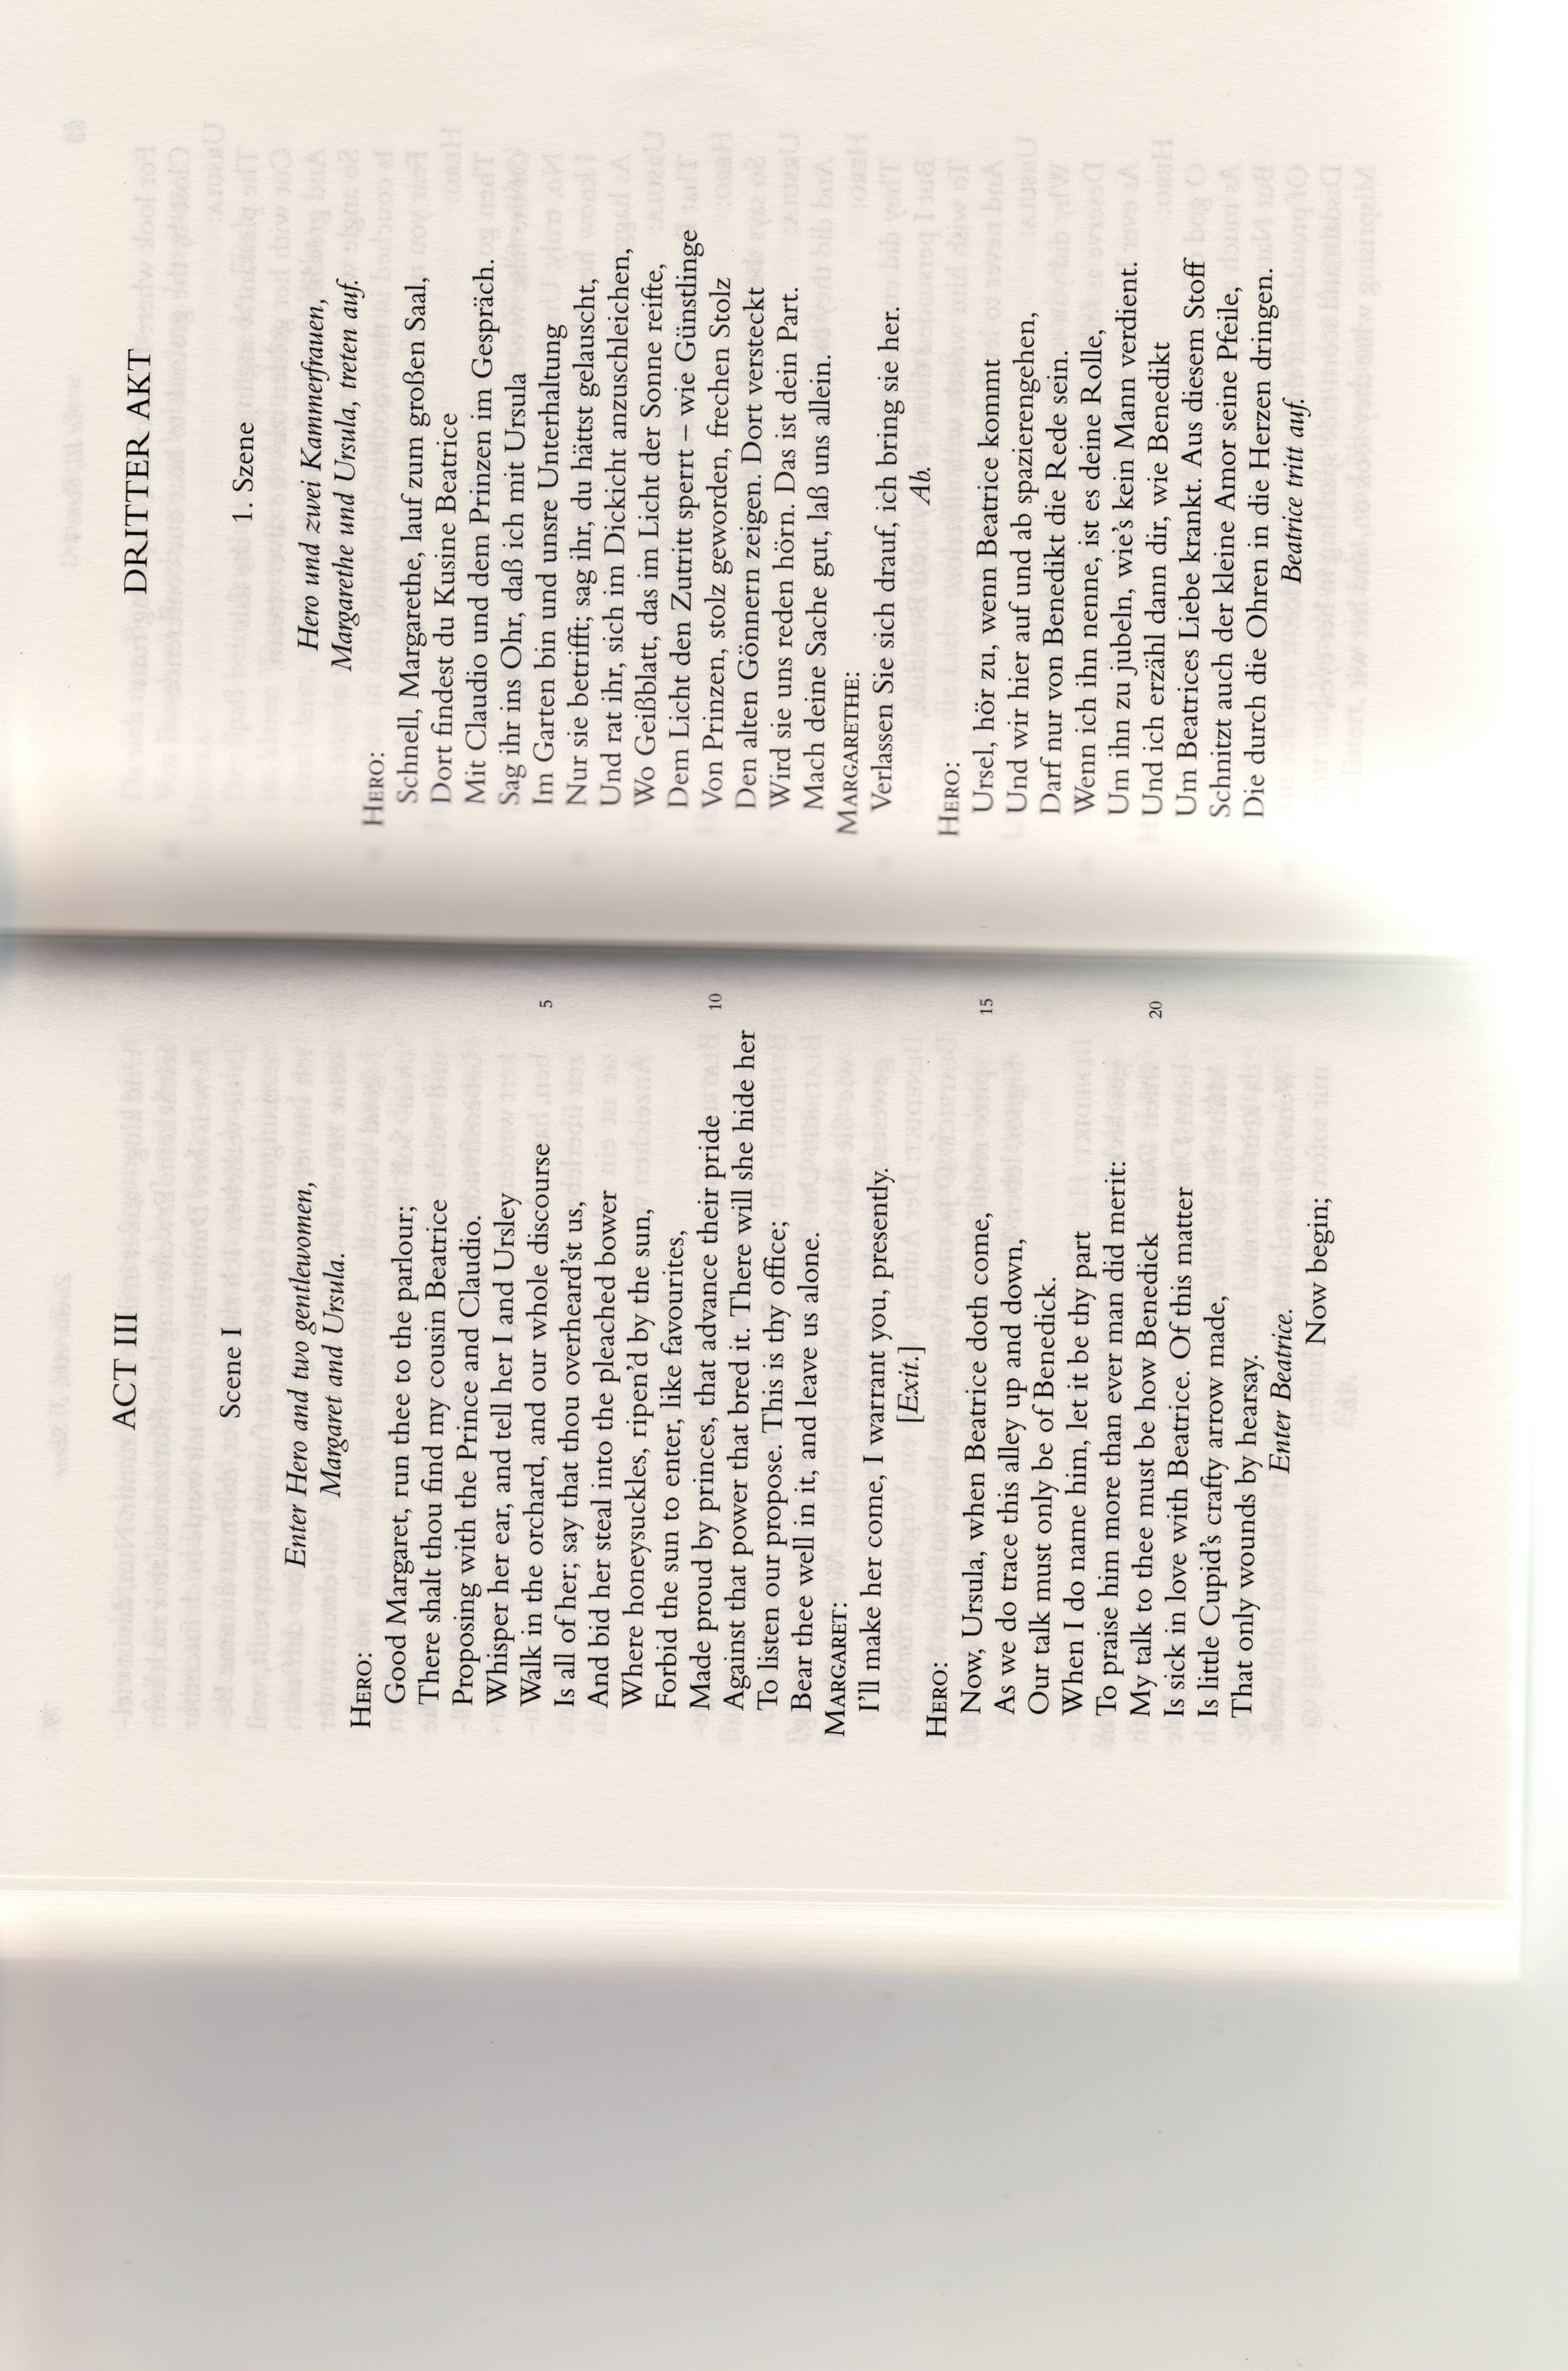 ACT III
Scene I
Enter Hero and two gentlewomen,
Margaret and Ursula.
HERO:
Good Margaret, run thee to the parlour;
There shalt thou find my cousin Beatrice
Proposing with the Prince and Claudio.
Whisper her ear, and tell her I and Ursley
Walk in the orchard, and our whole discourse 5
Is all of her; say that thou overheard'st us,
And bid her steal into the pleached bower
Where honeysuckles, ripen'd by the sun,
Forbid the sun to enter, like favourites,
Made proud by princes, that advance their pride 10
Against that power that bred it. There will she hide her
To listen our propose. This is thy office;
Bear thee well in it, and leave us alone.
MARGARET:
I'll make her come, I warrant you, presently.
[Exit.]
HERO:
Now, Ursula, when Beatrice doth come, 15
As we do trace this alley up and down,
Our talk must only be of Benedick.
When I do name him, let it be thy part
To praise him more than ever man did merit:
My talk to thee must be how Benedick 20
Is sick in love with Beatrice. Of this matter
Is little Cupid's crafty arrow made,
That only wounds by hearsay.
Enter Beatrice.
Now begin;
DRITTER AKT
1. Szene
Hero und zwei Kammerfrauen,
Margarethe und Ursula, treten auf.
HERO:
Schnell, Margarethe, lauf zum großen Saal,
Dort findest du Kusine Beatrice
Mit Claudio und dem Prinzen im Gespräch.
Sag ihr ins Ohr, daß ich mit Ursula
Im Garten bin und unsre Unterhaltung
Nur sie betrifft; sag ihr, du hättst gelauscht,
Und rat ihr, sich im Dickicht anzuschleichen,
Wo Geißblatt, das im Licht der Sonne reifte,
Dem Licht den Zutritt sperrt – wie Günstlinge
Von Prinzen, stolz geworden, frechen Stolz
Den alten Gönnern zeigen. Dort versteckt
Wird sie uns reden hörn. Das ist dein Part.
Mach deine Sache gut, laß uns allein.
MARGARETHE:
Verlassen Sie sich drauf, ich bring sie her.
Ab.
HERO:
Ursel, hör zu, wenn Beatrice kommt
Und wir hier auf und ab spazierengehen,
Darf nur von Benedikt die Rede sein.
Wenn ich ihn nenne, ist es deine Rolle,
Um ihn zu jubeln, wie's kein Mann verdient.
Und ich erzähl dann dir, wie Benedikt
Um Beatrices Liebe krankt. Aus diesem Stoff
Schnitzt auch der kleine Amor seine Pfeile,
Die durch die Ohren in die Herzen dringen.
Beatrice tritt auf.